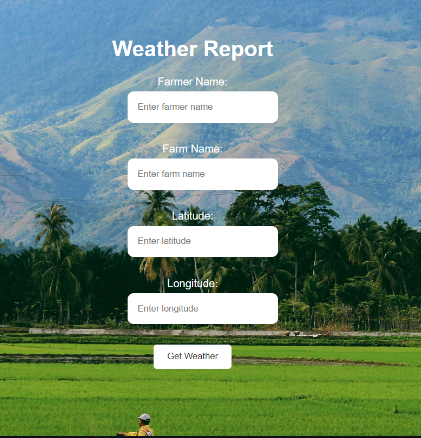 Weather Report
Farmer Name:
Enter farmer name
Farm Name:
Enter farm name
Latitude:
Enter latitude
Longitude:
Enter longitude
Get Weather